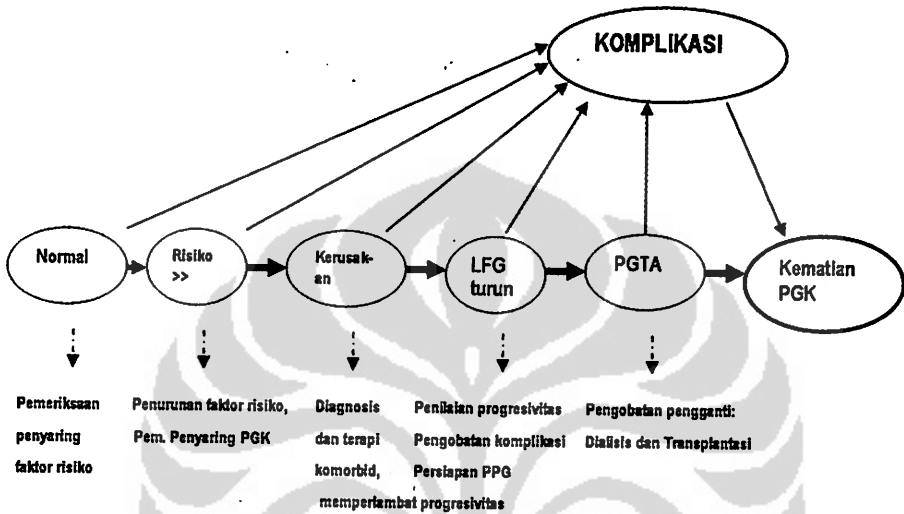 KOMPLIKASI
Normal
Risiko
>>
Kerusak-
an
LFG
turun
PGTA
Kematian
PGK
Pemeriksaan
penyaring
faktor risiko
Penurunan faktor risiko,
Pem. Penyaring PGK
Diagnosis
dan terapi
komorbid,
memperlambat progresivitas
Penilaian progresivitas
Pengobatan komplikasi
Persiapan PPG
Pengobatan pengganti:
Dialisis dan Transplantasi